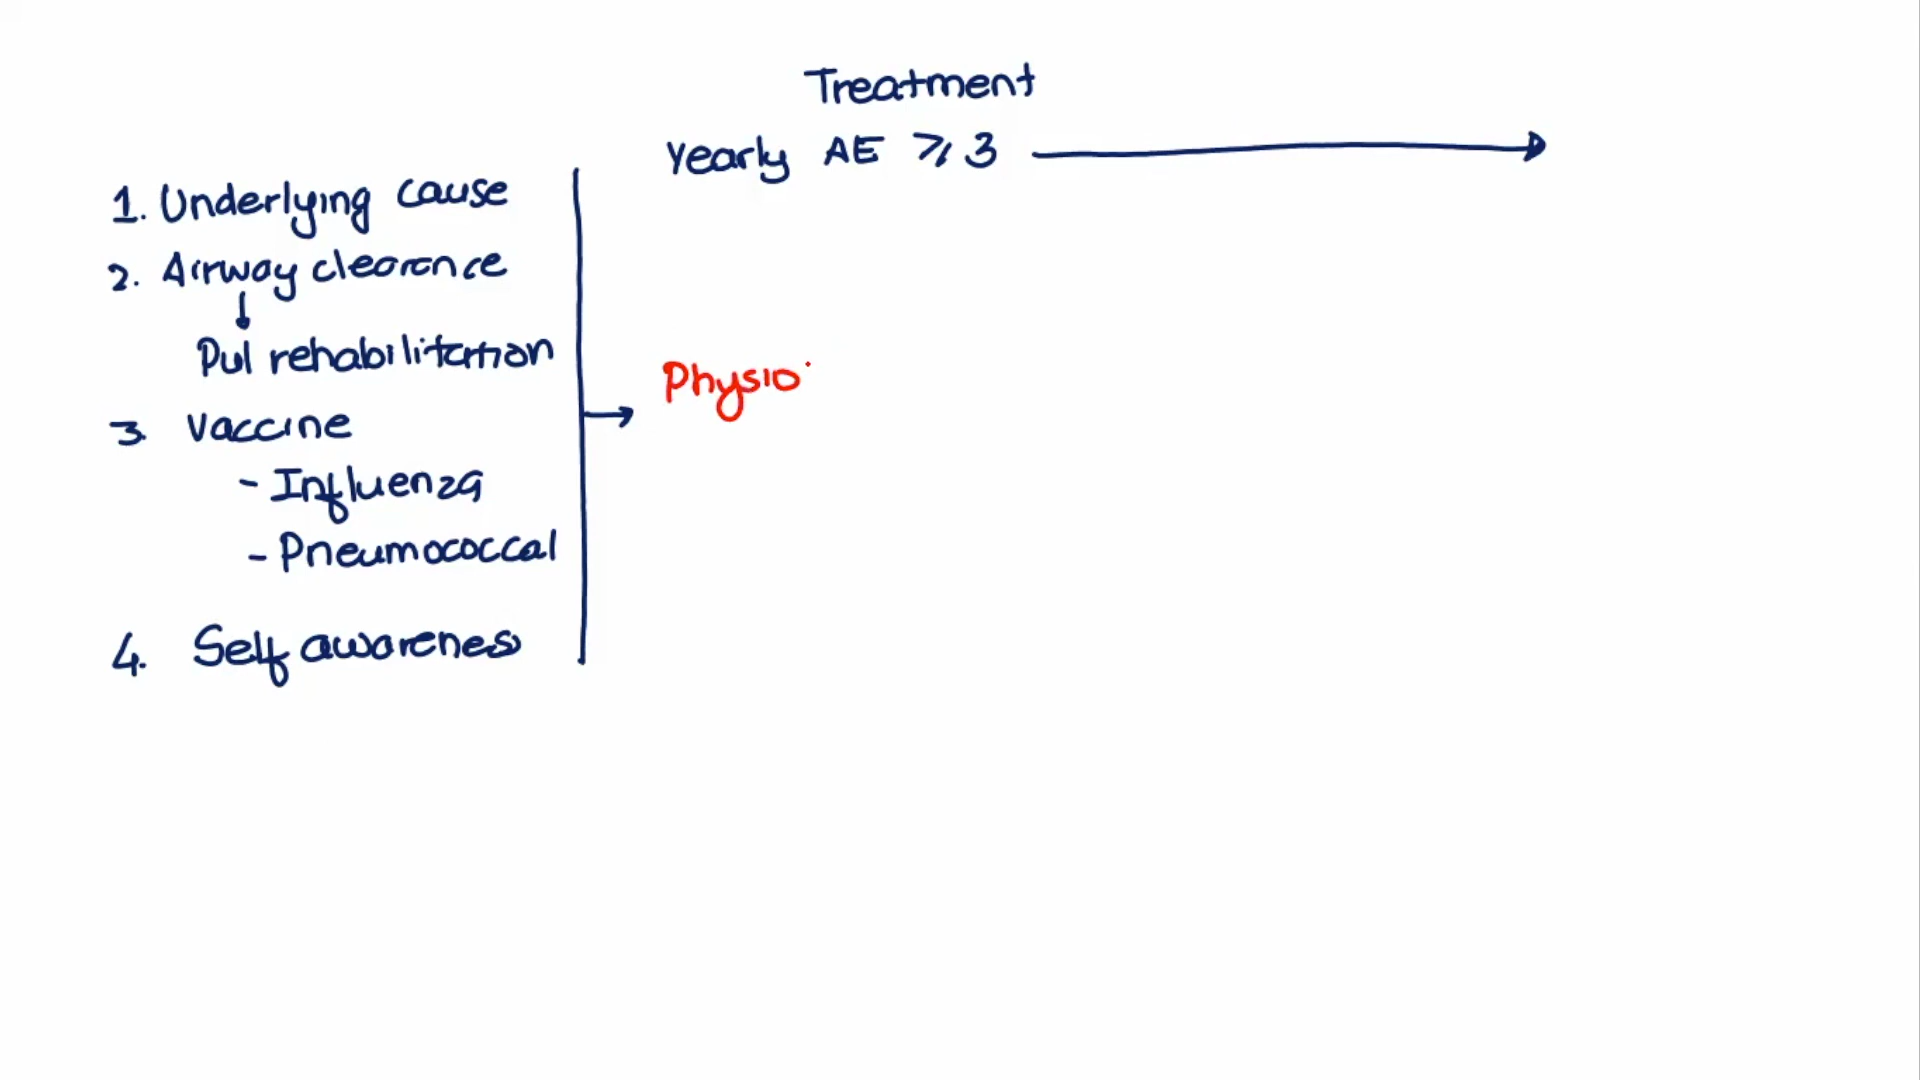 Treatment
Yearly AE ⩾ 3
1. Underlying cause
2. Airway clearance
Pul rehabilitation
3. Vaccine
- Influenza
- Pneumococcal
4. Self awareness
Physio